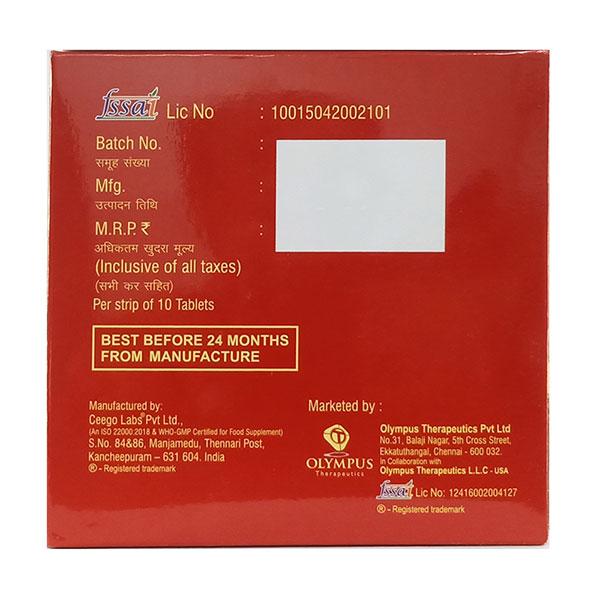 fssai Lic No : 10015042002101
Batch No. :
समूह संख्या
Mfg. :
उत्पादन तिथि
M.R.P. ₹ :
अधिकतम खुदरा मूल्य
(Inclusive of all taxes)
(सभी कर सहित)
Per strip of 10 Tablets
BEST BEFORE 24 MONTHS
FROM MANUFACTURE
Manufactured by:
Ceego Labs® Pvt Ltd.,
(An ISO 22000:2018 & WHO-GMP Certified for Food Supplement)
S.No. 84&86, Manjamedu, Thennari Post,
Kancheepuram – 631 604. India
® - Registered trademark
Marketed by :
OLYMPUS
Therapeutics
Olympus Therapeutics Pvt Ltd
No.31, Balaji Nagar, 5th Cross Street,
Ekkatuthangal, Chennai - 600 032.
In Collaboration with
Olympus Therapeutics L.L.C - USA
fssai Lic No: 12416002004127
® - Registered trademark